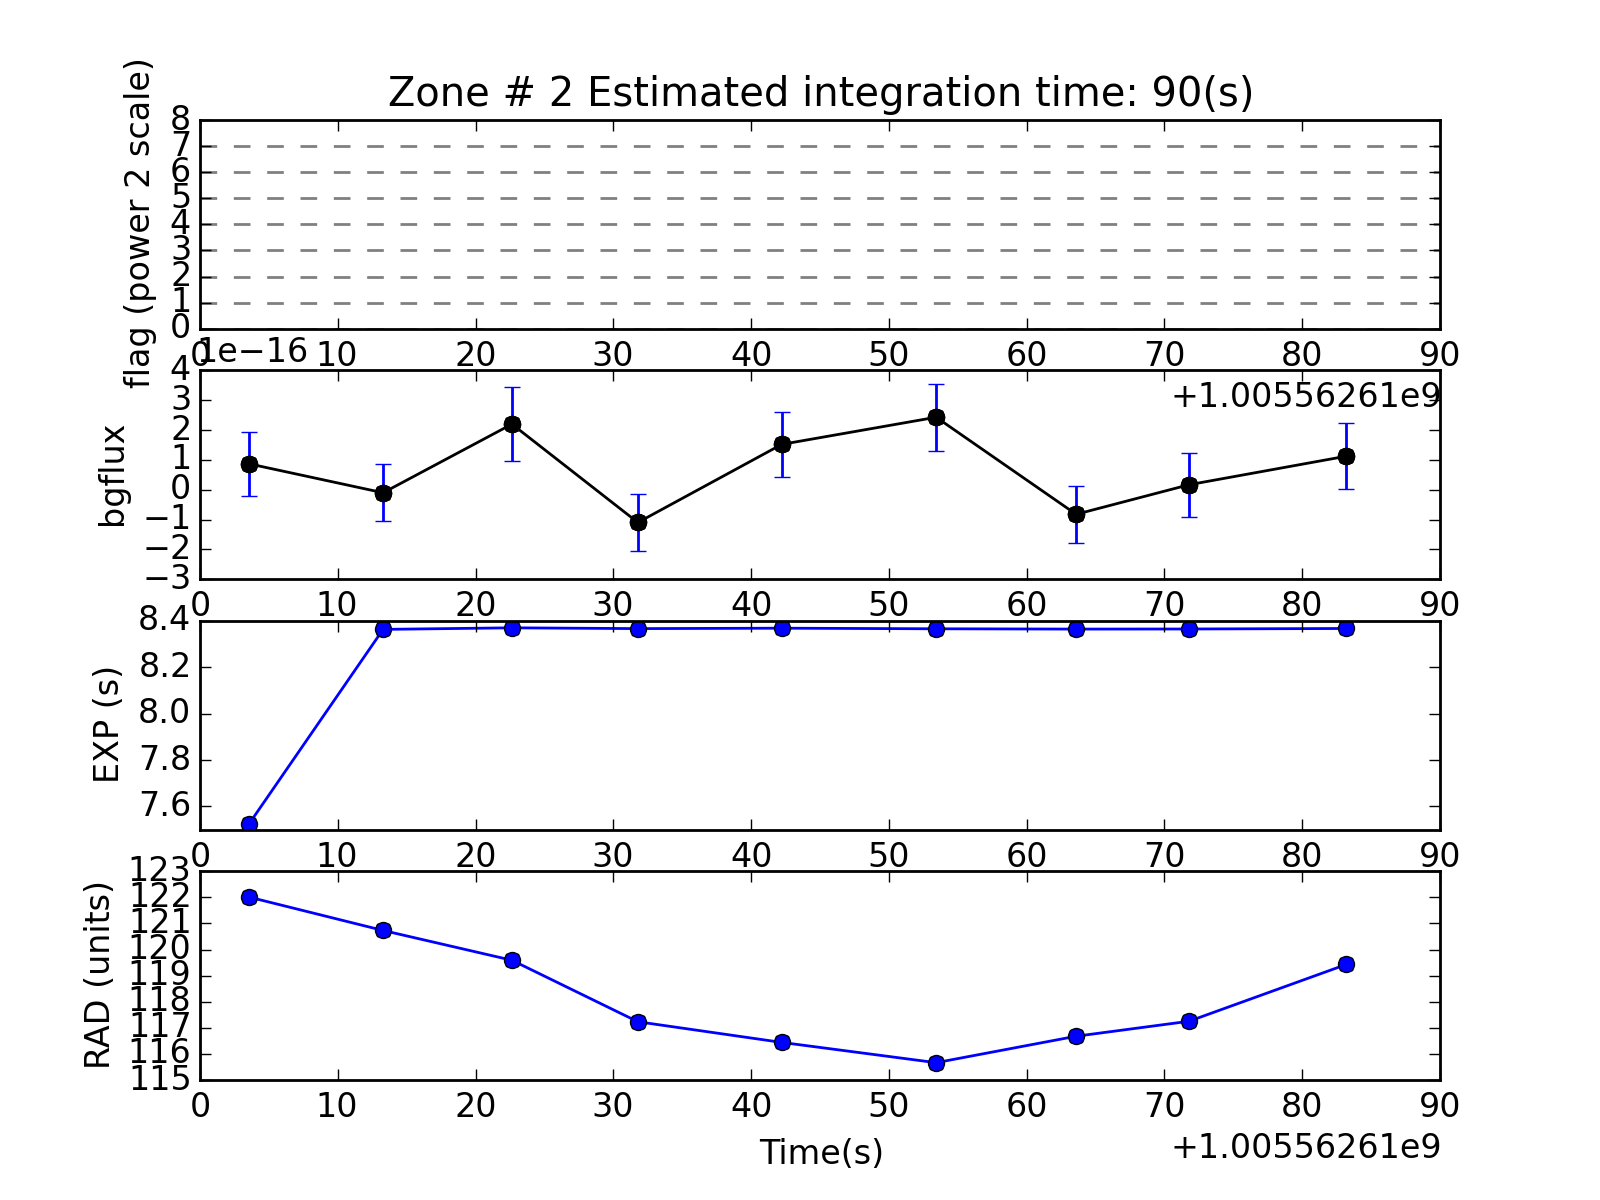 Zone # 2 Estimated integration time: 90(s)
flag (power 2 scale)
8
7
6
5
4
3
2
1
0
0 10 20 30 40 50 60 70 80 90
1e−16
+1.00556261e9
bgflux
4
3
2
1
0
−1
−2
−3
0 10 20 30 40 50 60 70 80 90
EXP (s)
8.4
8.2
8.0
7.8
7.6
0 10 20 30 40 50 60 70 80 90
RAD (units)
123
122
121
120
119
118
117
116
115
0 10 20 30 40 50 60 70 80 90
Time(s)
+1.00556261e9